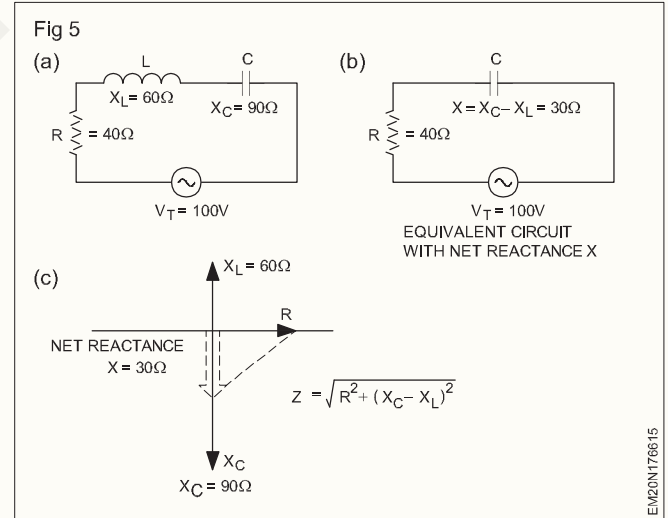 Fig 5
(a)
L
X_L = 60Ω
C
X_C = 90Ω
R
= 40Ω
V_T = 100V
(b)
C
X = X_C – X_L = 30Ω
R
= 40Ω
V_T = 100V
EQUIVALENT CIRCUIT
WITH NET REACTANCE X
(c)
X_L = 60Ω
R
NET REACTANCE
X = 30Ω
Z = √R² + ( X_C – X_L )²
X_C
X_C = 90Ω
EM20N176615